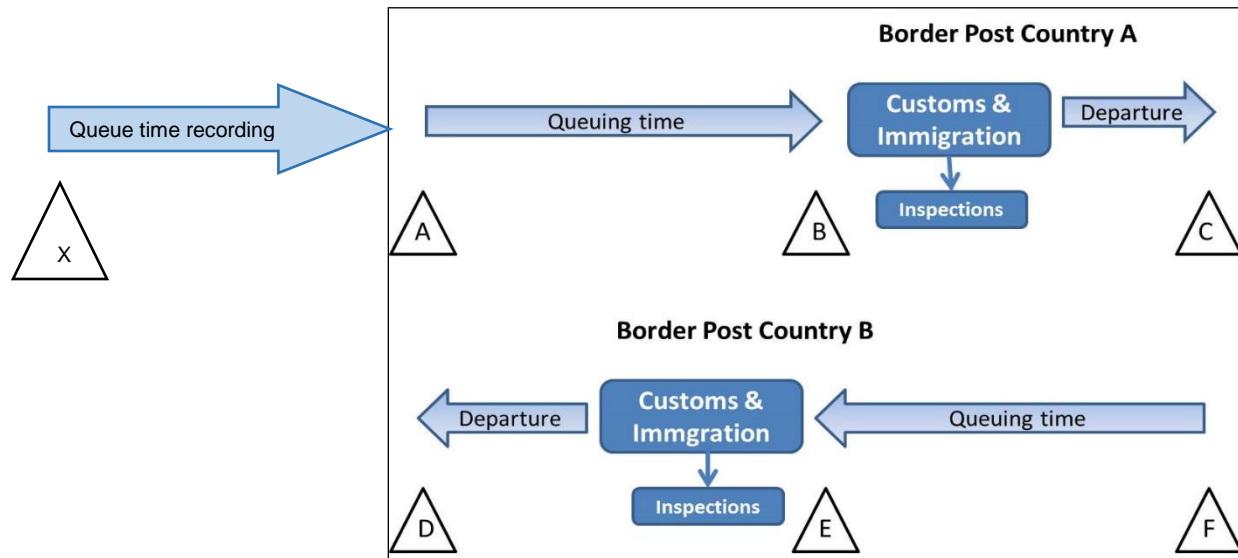 Border Post Country A
Queue time recording
Queuing time
Customs &
Immigration
Departure
Inspections
X
A
B
C
Border Post Country B
Departure
Customs &
Immgration
Queuing time
Inspections
D
E
F